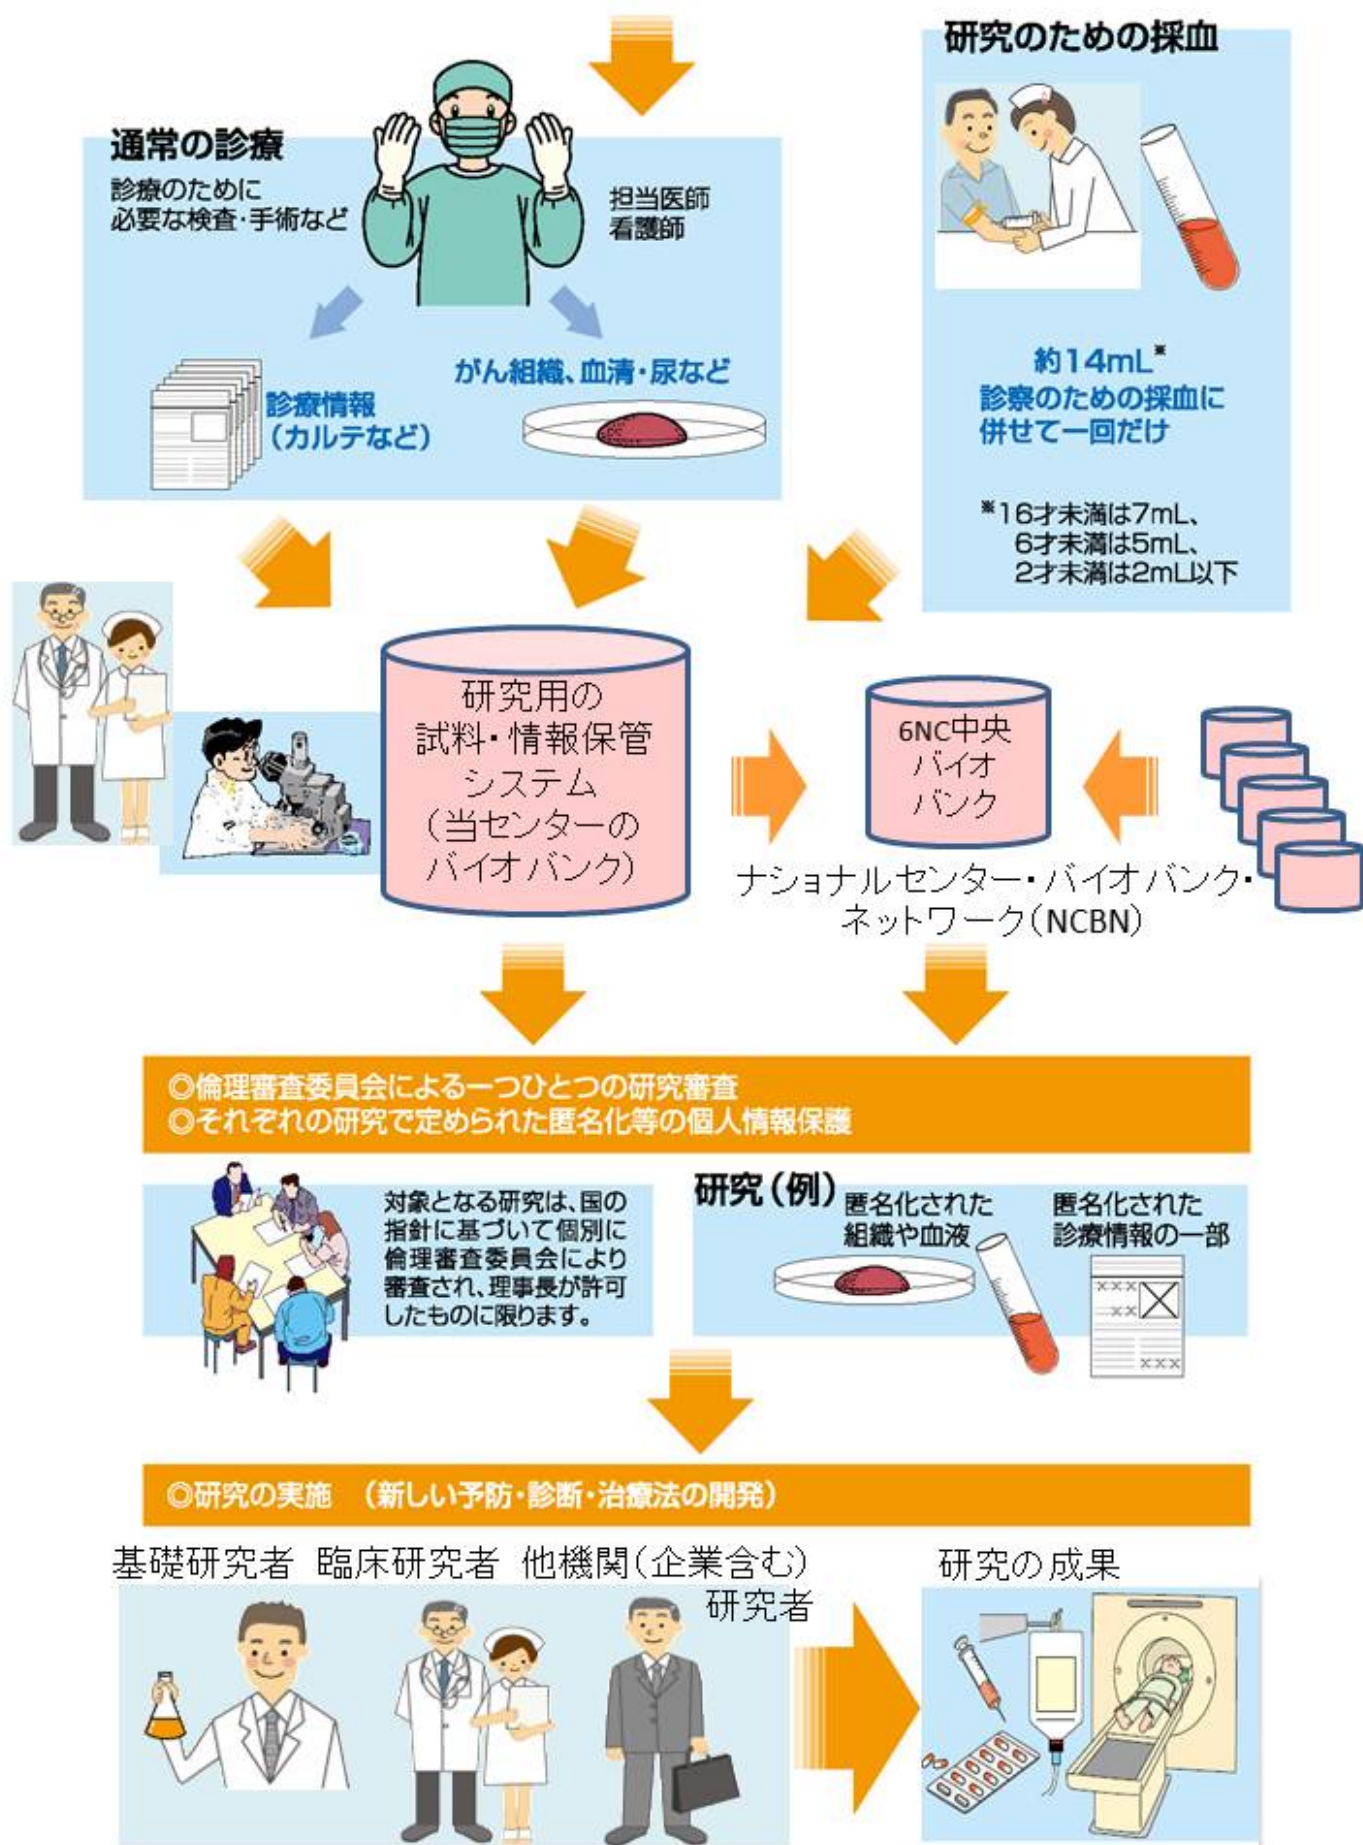 研究のための採血
通常の診療
診療のために
必要な検査・手術など
担当医師
看護師
診療情報
(カルテなど)
がん組織、血清・尿など
約14mL※
診察のための採血に
併せて一回だけ
※16才未満は7mL、
6才未満は5mL、
2才未満は2mL以下
研究用の
試料・情報保管
システム
(当センターの
バイオバンク)
6NC中央
バイオ
バンク
ナショナルセンター・バイオバンク・
ネットワーク(NCBN)
◎倫理審査委員会による一つひとつの研究審査
◎それぞれの研究で定められた匿名化等の個人情報保護
対象となる研究は、国の
指針に基づいて個別に
倫理審査委員会により
審査され、理事長が許可
したものに限ります。
研究(例)
匿名化された
組織や血液
匿名化された
診療情報の一部
×××
××
×××
◎研究の実施 (新しい予防・診断・治療法の開発)
基礎研究者 臨床研究者 他機関(企業含む)
研究者
研究の成果